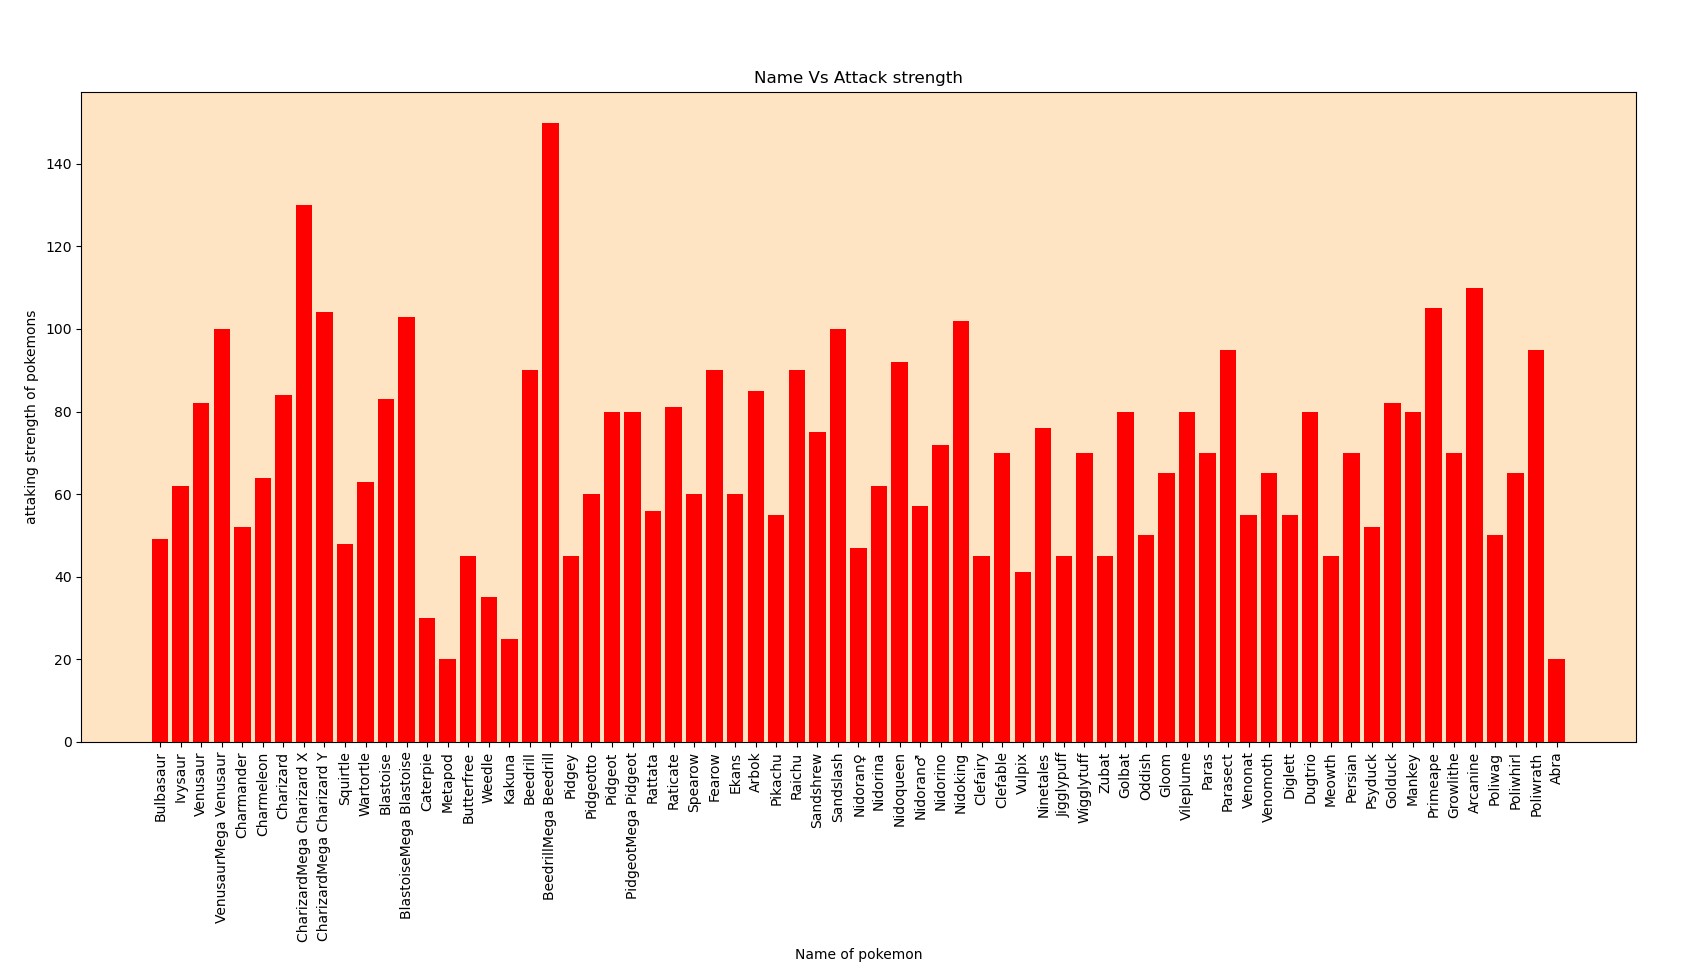 Name Vs Attack strength
attaking strength of pokemons
140
120
100
80
60
40
20
0
Bulbasaur
Ivysaur
Venusaur
VenusaurMega Venusaur
Charmander
Charmeleon
Charizard
CharizardMega Charizard X
CharizardMega Charizard Y
Squirtle
Wartortle
Blastoise
BlastoiseMega Blastoise
Caterpie
Metapod
Butterfree
Weedle
Kakuna
Beedrill
BeedrillMega Beedrill
Pidgey
Pidgeotto
Pidgeot
PidgeotMega Pidgeot
Rattata
Raticate
Spearow
Fearow
Ekans
Arbok
Pikachu
Raichu
Sandshrew
Sandslash
Nidoran♀
Nidorina
Nidoqueen
Nidoran♂
Nidorino
Nidoking
Clefairy
Clefable
Vulpix
Ninetales
Jigglypuff
Wigglytuff
Zubat
Golbat
Oddish
Gloom
Vileplume
Paras
Parasect
Venonat
Venomoth
Diglett
Dugtrio
Meowth
Persian
Psyduck
Golduck
Mankey
Primeape
Growlithe
Arcanine
Poliwag
Poliwhirl
Poliwrath
Abra
Name of pokemon